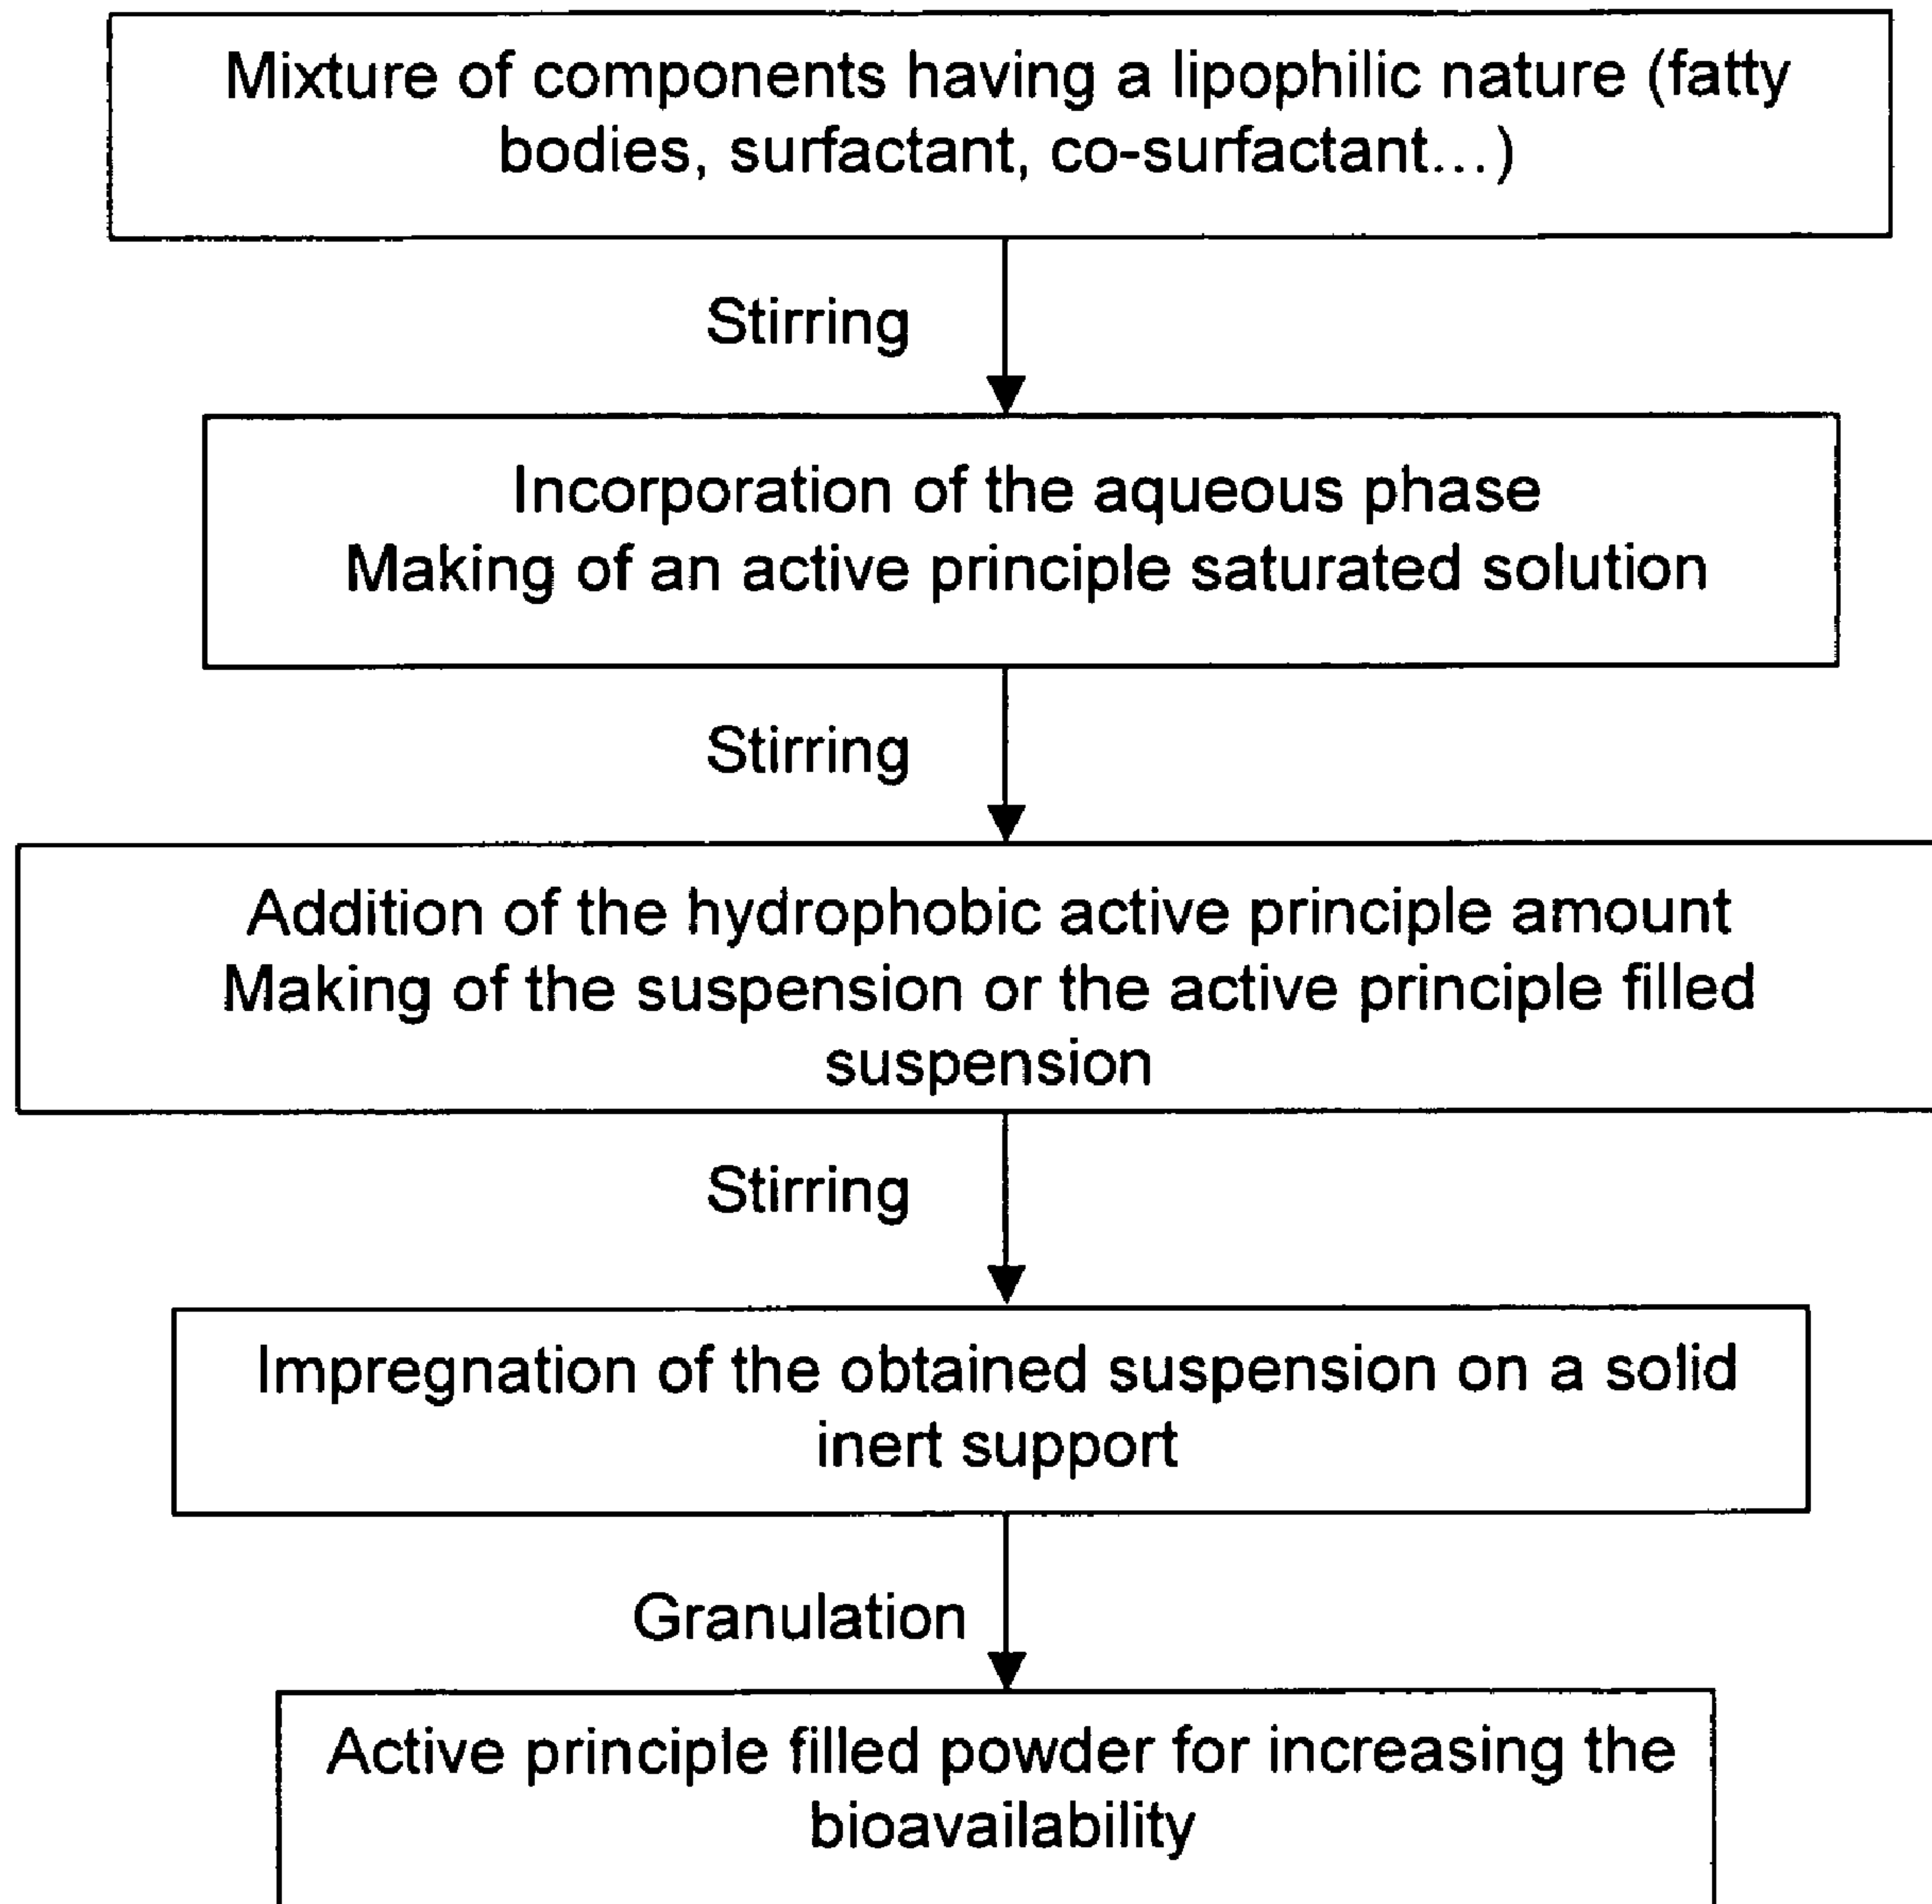 Mixture of components having a lipophilic nature (fatty
bodies, surfactant, co-surfactant...)
Stirring
Incorporation of the aqueous phase
Making of an active principle saturated solution
Stirring
Addition of the hydrophobic active principle amount
Making of the suspension or the active principle filled
suspension
Stirring
Impregnation of the obtained suspension on a solid
inert support
Granulation
Active principle filled powder for increasing the
bioavailability